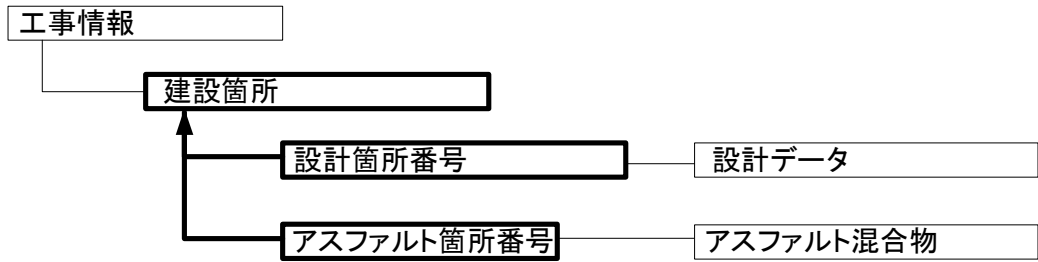 工事情報
建設箇所
設計箇所番号
設計データ
アスファルト箇所番号
アスファルト混合物